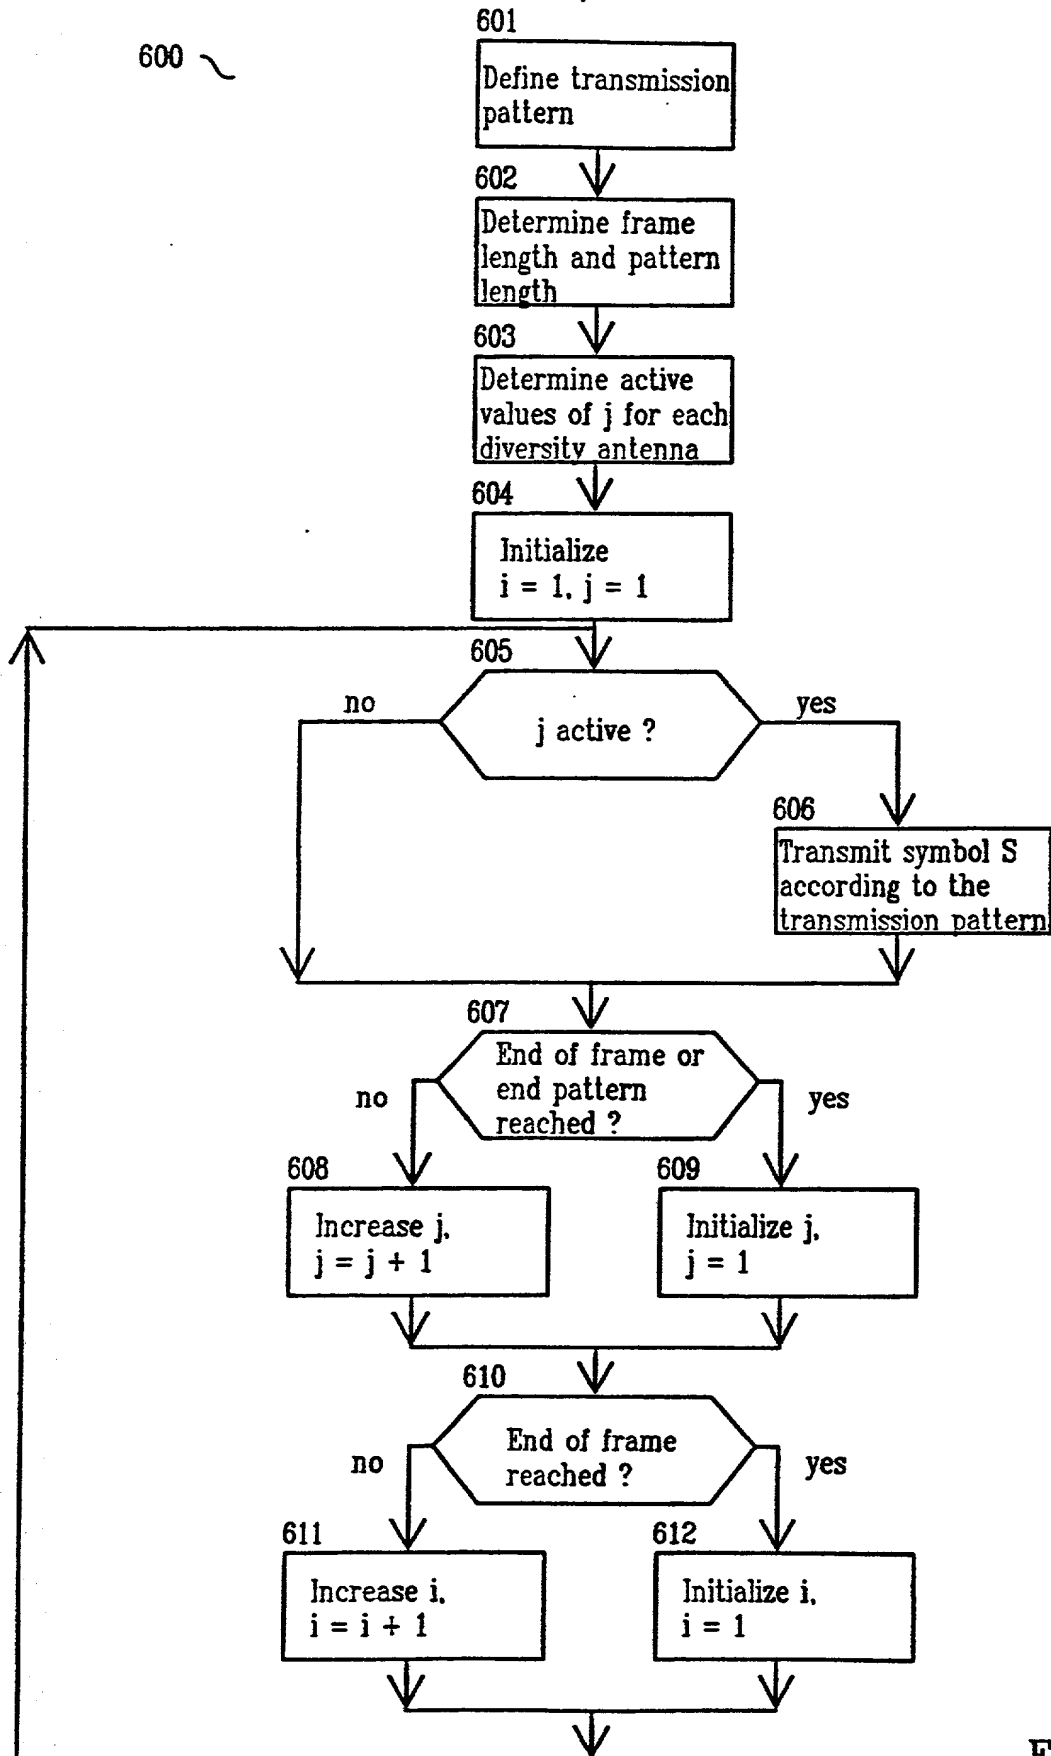 601
600
Define transmission
pattern
602
Determine frame
length and pattern
length
603
Determine active
values of j for each
diversity antenna
604
Initialize
i = 1, j = 1
605
no
yes
j active ?
606
Transmit symbol S
according to the
transmission pattern
607
End of frame or
end pattern
reached ?
no
yes
608
609
Increase j,
j = j + 1
Initialize j,
j = 1
610
End of frame
reached ?
no
yes
611
612
Increase i,
i = i + 1
Initialize i,
i = 1